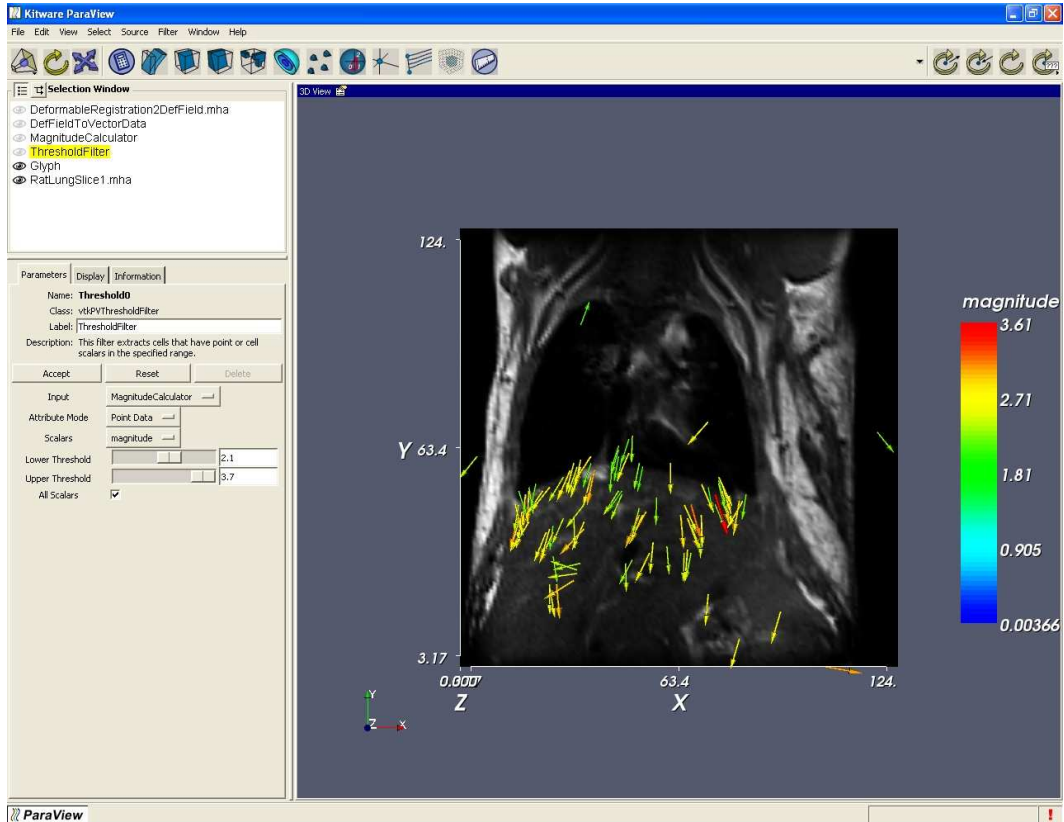 Kitware ParaView
File Edit View Select Source Filter Window Help
Selection Window
DeformableRegistration2DefField.mha
DefFieldToVectorData
MagnitudeCalculator
ThresholdFilter
Glyph
RatLungSlice1.mha
Parameters Display Information
Name: Threshold0
Class: vtkPVThresholdFilter
Label: ThresholdFilter
Description: This filter extracts cells that have point or cell
scalars in the specified range.
Accept Reset Delete
Input MagnitudeCalculator
Attribute Mode Point Data
Scalars magnitude
Lower Threshold 2.1
Upper Threshold 3.7
All Scalars
3D View
124.
Y 63.4
3.17
63.4
124.
Z X
Y
Z X
magnitude
3.61
2.71
1.81
0.905
0.00366
ParaView
!